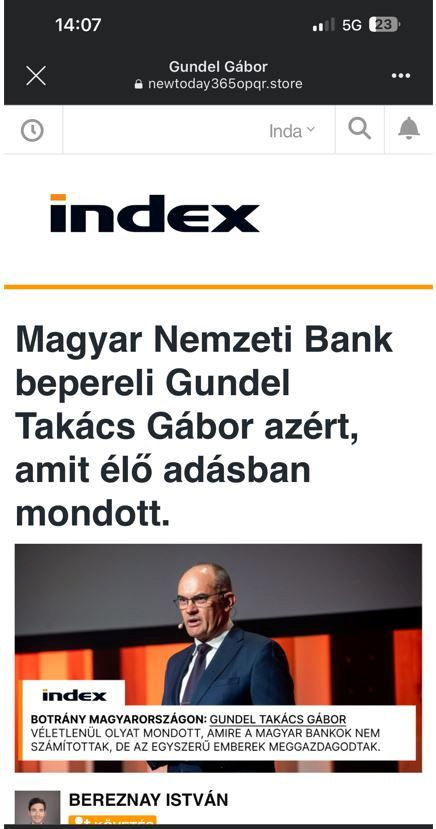 14:07
5G 23
Gundel Gábor
newtoday365opqr.store
Inda
index
Magyar Nemzeti Bank
bepereli Gundel
Takács Gábor azért,
amit élő adásban
mondott.
index
BOTRÁNY MAGYARORSZÁGON: GUNDEL TAKÁCS GÁBOR
VÉLETLENÜL OLYAT MONDOTT, AMIRE A MAGYAR BANKOK NEM
SZÁMÍTOTTAK, DE AZ EGYSZERŰ EMBEREK MEGGAZDAGODTAK.
BEREZNAY ISTVÁN